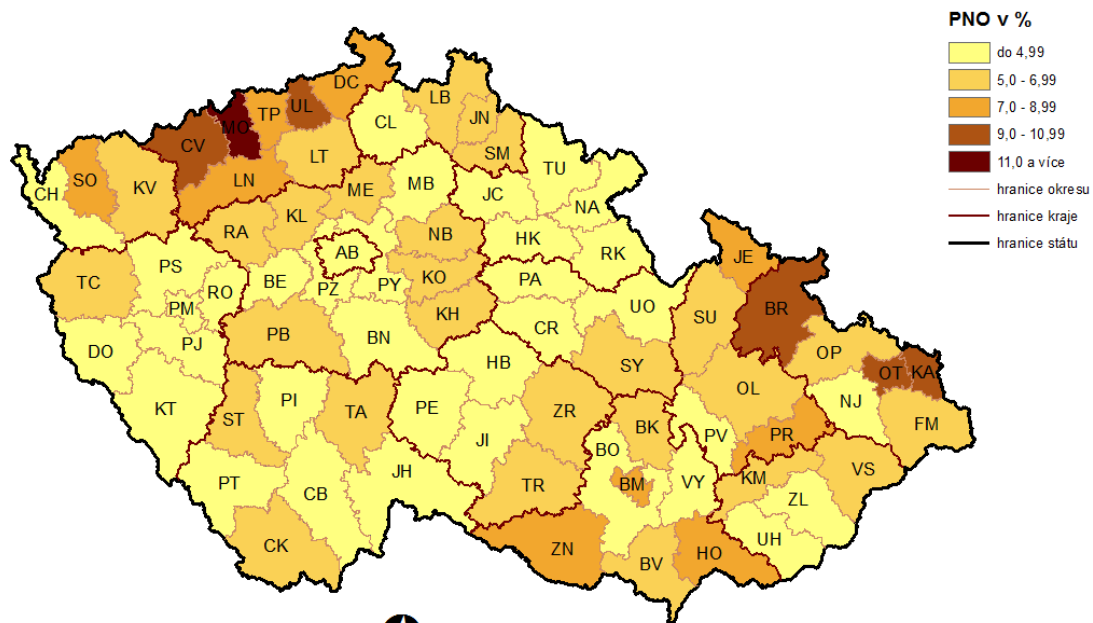 PNO v %
do 4,99
5,0 - 6,99
7,0 - 8,99
9,0 - 10,99
11,0 a více
hranice okresu
hranice kraje
hranice státu
DC
LB
UL
TP
MO
JN
CL
CV
LT
SM
TU
SO
LN
MB
CH
KV
ME
JC
NA
KL
RA
NB
HK
AB
RK
PS
JE
TC
RO
BE
PZ
PY
KO
PA
PM
KH
UO
BR
SU
CR
PB
BN
PJ
DO
OP
HB
SY
OT
KA
OL
KT
ST
PI
TA
PE
ZR
NJ
FM
BK
PV
PR
JI
BO
VS
JH
PT
CB
TR
BM
VY
KM
ZL
CK
ZN
BV
HO
UH